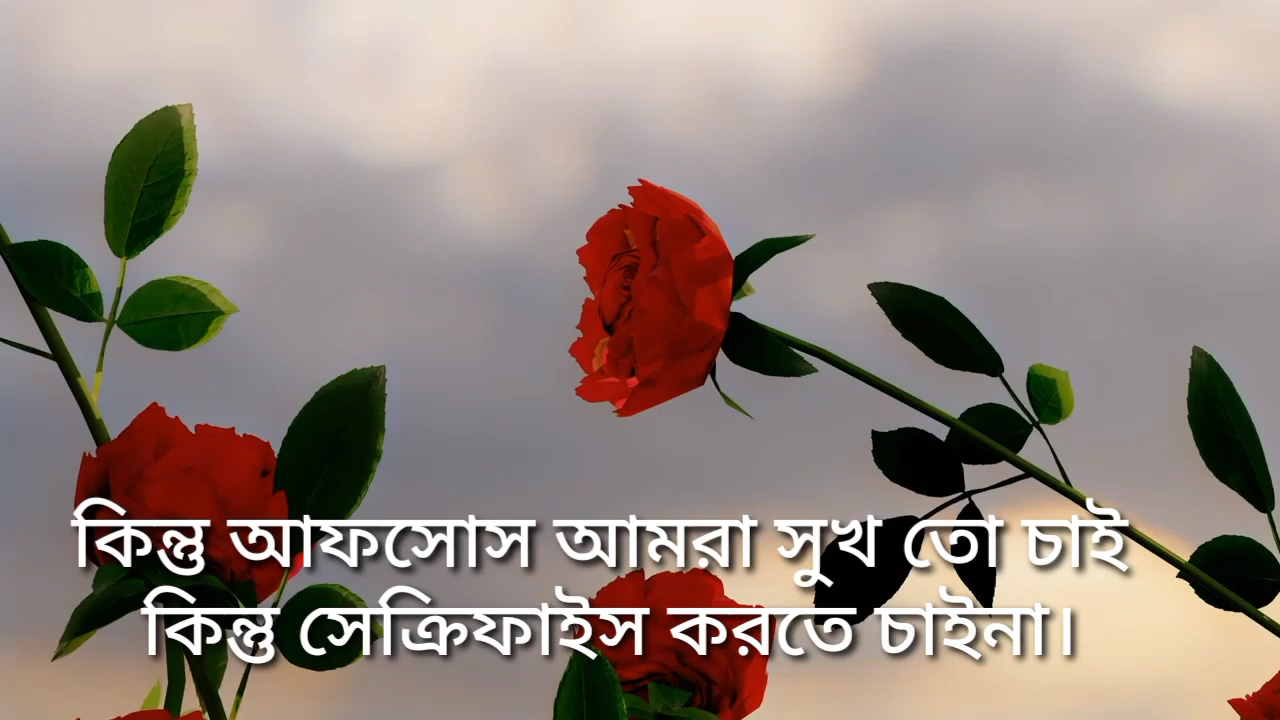 কিন্তু আফসোস আমরা সুখ তো চাই
কিন্তু সেক্রিফাইস করতে চাইনা।